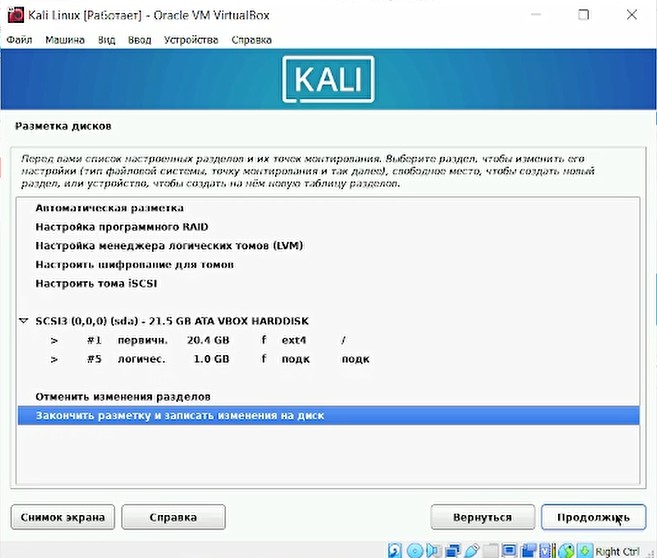 Kali Linux [Работает] - Oracle VM VirtualBox
Файл Машина Вид Ввод Устройства Справка
KALI
Разметка дисков
Перед вами список настроенных разделов и их точек монтирования. Выберите раздел, чтобы изменить его
настройки (тип файловой системы, точку монтирования и так далее), свободное место, чтобы создать новый
раздел, или устройство, чтобы создать на нём новую таблицу разделов.
Автоматическая разметка
Настройка программного RAID
Настройка менеджера логических томов (LVM)
Настроить шифрование для томов
Настроить тома iSCSI
SCSI3 (0,0,0) (sda) - 21.5 GB ATA VBOX HARDDISK
> #1 первичн. 20.4 GB f ext4 /
> #5 логичес. 1.0 GB f подк подк
Отменить изменения разделов
Закончить разметку и записать изменения на диск
Снимок экрана Справка Вернуться Продолжить
Right Ctrl